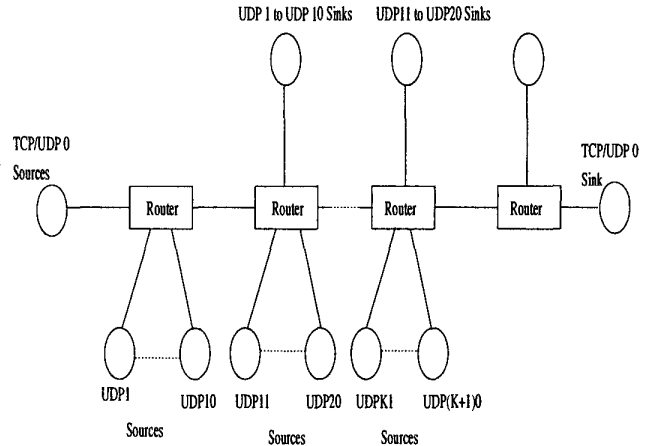 UDP 1 to UDP 10 Sinks
UDP11 to UDP20 Sinks
TCP/UDP 0
Sources
TCP/UDP 0
Sink
Router
Router
Router
Router
UDP1
UDP10
UDP11
UDP20
UDPK1
UDP(K+1)0
Sources
Sources
Sources